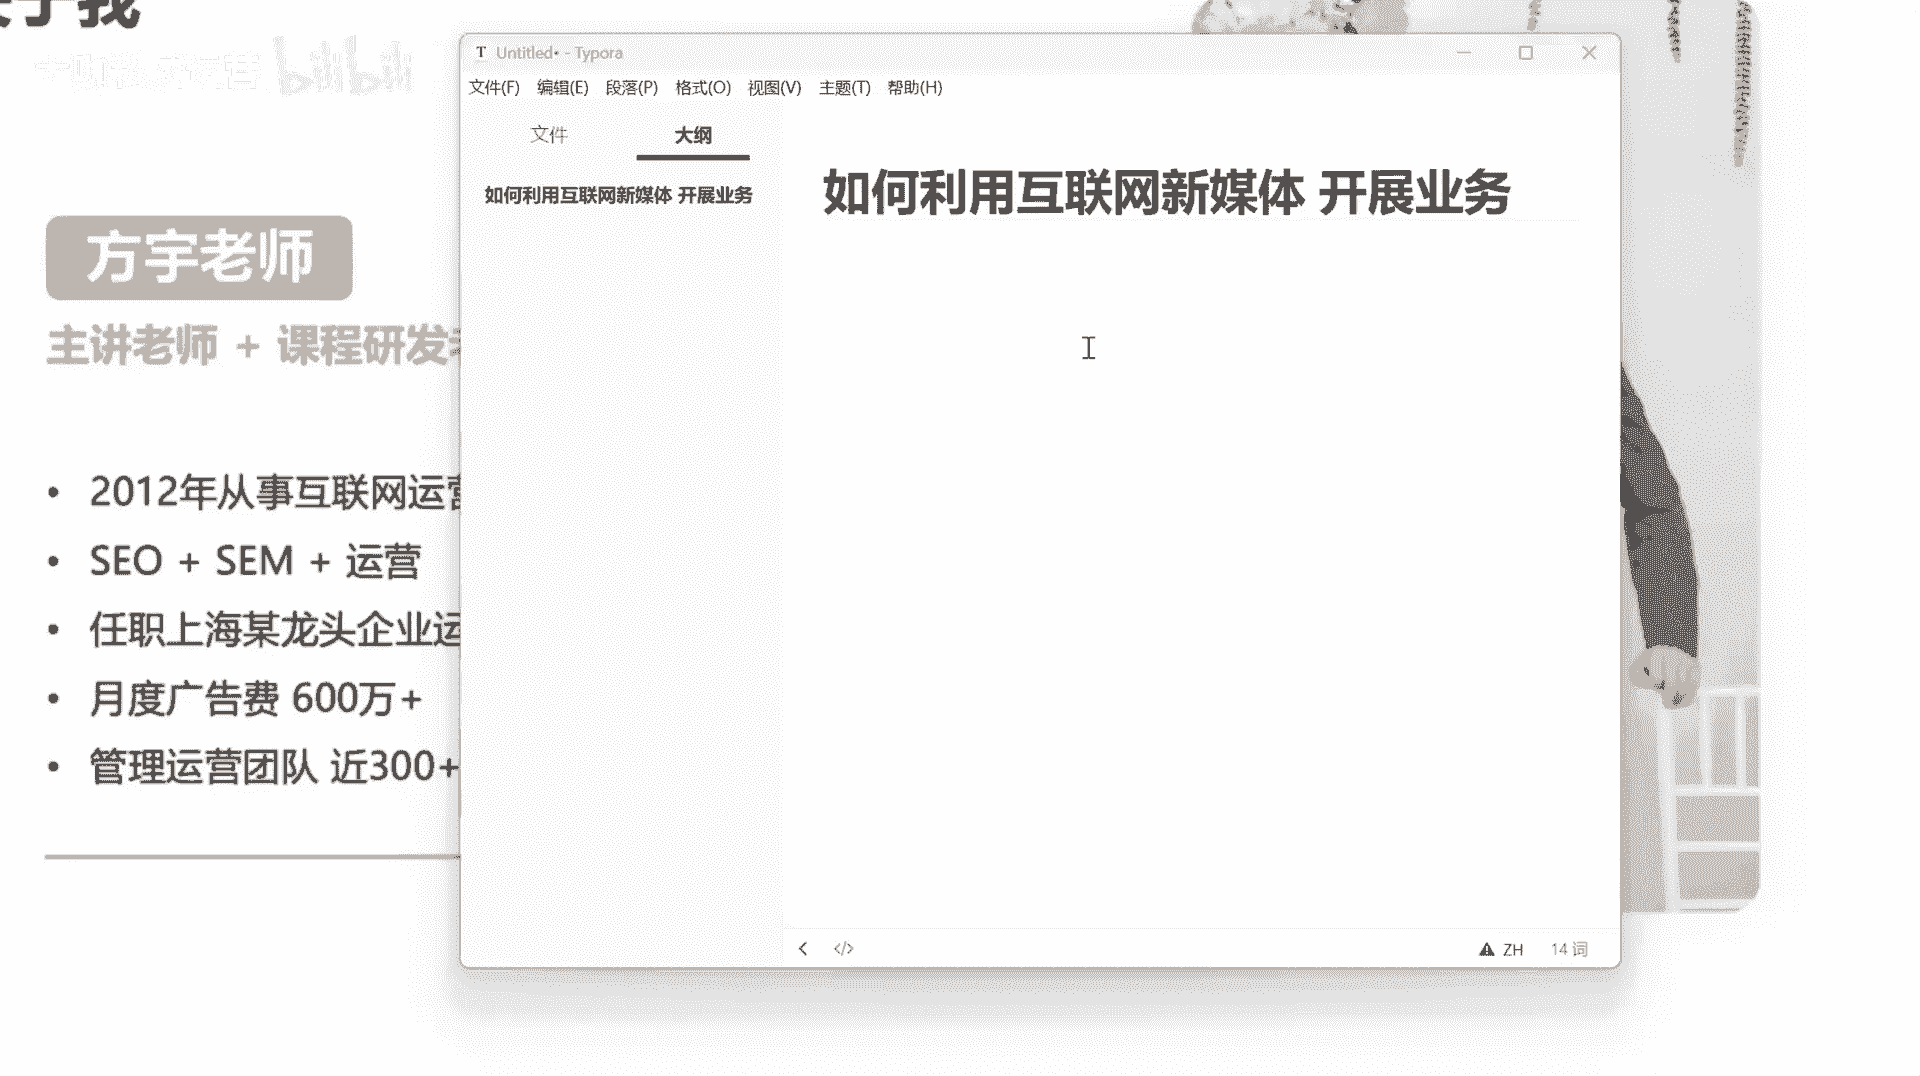 于我
bilibili
T Untitled• - Typora
文件(F) 编辑(E) 段落(P) 格式(O) 视图(V) 主题(T) 帮助(H)
文件 大纲
如何利用互联网新媒体 开展业务
如何利用互联网新媒体 开展业务
方宇老师
主讲老师 + 课程研发
• 2012年从事互联网运营
• SEO + SEM + 运营
• 任职上海某龙头企业运
• 月度广告费 600万+
• 管理运营团队 近300+
</> ZH 14 词